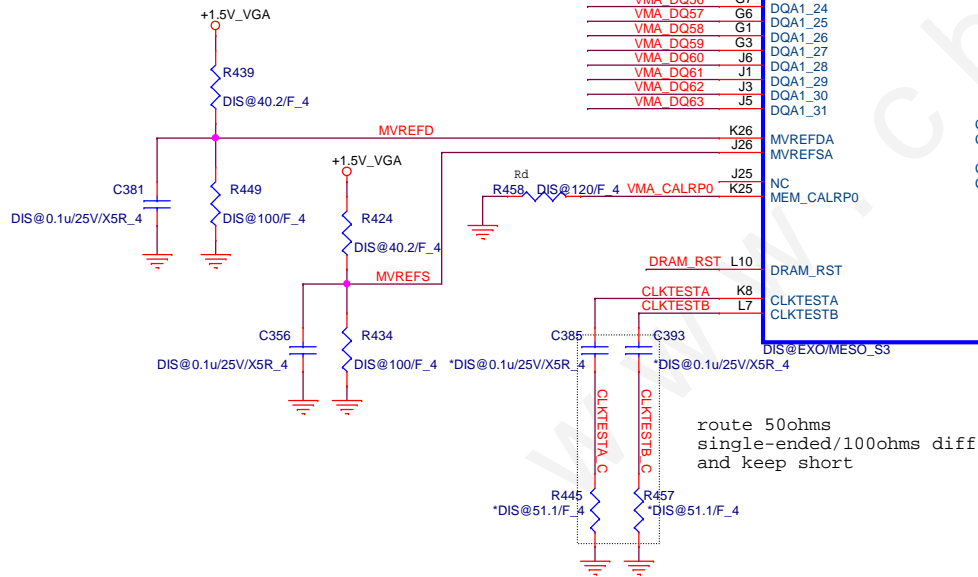 VMA_DQ56 G7 DQA1_24
VMA_DQ57 G6 DQA1_25
VMA_DQ58 G1 DQA1_26
VMA_DQ59 G3 DQA1_27
VMA_DQ60 J6 DQA1_28
VMA_DQ61 J1 DQA1_29
VMA_DQ62 J3 DQA1_30
VMA_DQ63 J5 DQA1_31
+1.5V_VGA
R439
DIS@40.2/F_4
MVREFD K26 MVREFDA
J26 MVREFSA
C381
DIS@0.1u/25V/X5R_4
R449
DIS@100/F_4
+1.5V_VGA
R424
DIS@40.2/F_4
MVREFS
C356
DIS@0.1u/25V/X5R_4
R434
DIS@100/F_4
J25 NC
Rd
R458 DIS@120/F_4 VMA_CALRP0 K25 MEM_CALRP0
DRAM_RST L10 DRAM_RST
CLKTESTA K8 CLKTESTA
CLKTESTB L7 CLKTESTB
C385
*DIS@0.1u/25V/X5R_4
C393
*DIS@0.1u/25V/X5R_4
DIS@EXO/MESO_S3
CLKTESTA_C
CLKTESTB_C
route 50ohms
single-ended/100ohms diff
and keep short
R445
*DIS@51.1/F_4
R457
*DIS@51.1/F_4
www.ch